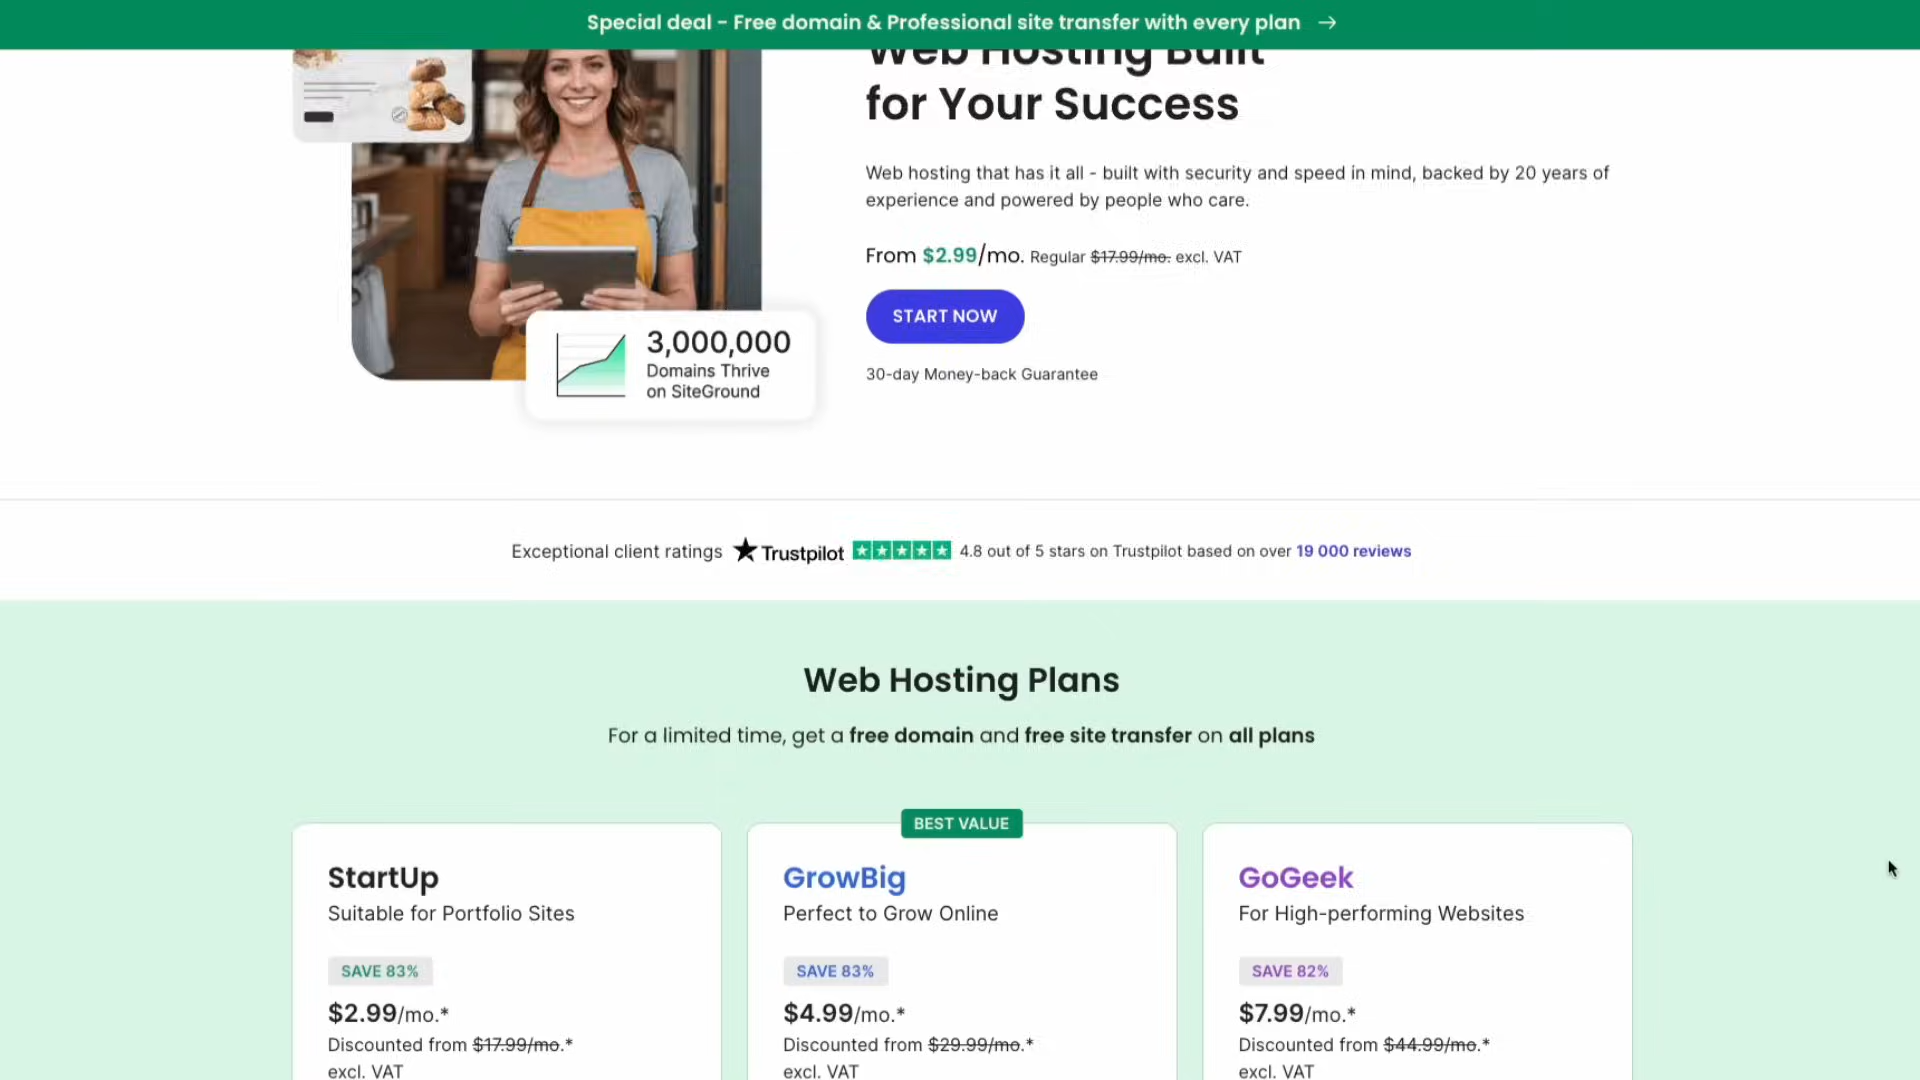 Special deal - Free domain & Professional site transfer with every plan →
Web Hosting Built
for Your Success
Web hosting that has it all - built with security and speed in mind, backed by 20 years of
experience and powered by people who care.
From $2.99/mo. Regular $17.99/mo. excl. VAT
START NOW
3,000,000
Domains Thrive
on SiteGround
30-day Money-back Guarantee
Exceptional client ratings Trustpilot 4.8 out of 5 stars on Trustpilot based on over 19 000 reviews
Web Hosting Plans
For a limited time, get a free domain and free site transfer on all plans
StartUp
Suitable for Portfolio Sites
SAVE 83%
$2.99/mo.*
Discounted from $17.99/mo.*
excl. VAT
BEST VALUE
GrowBig
Perfect to Grow Online
SAVE 83%
$4.99/mo.*
Discounted from $29.99/mo.*
excl. VAT
GoGeek
For High-performing Websites
SAVE 82%
$7.99/mo.*
Discounted from $44.99/mo.*
excl. VAT